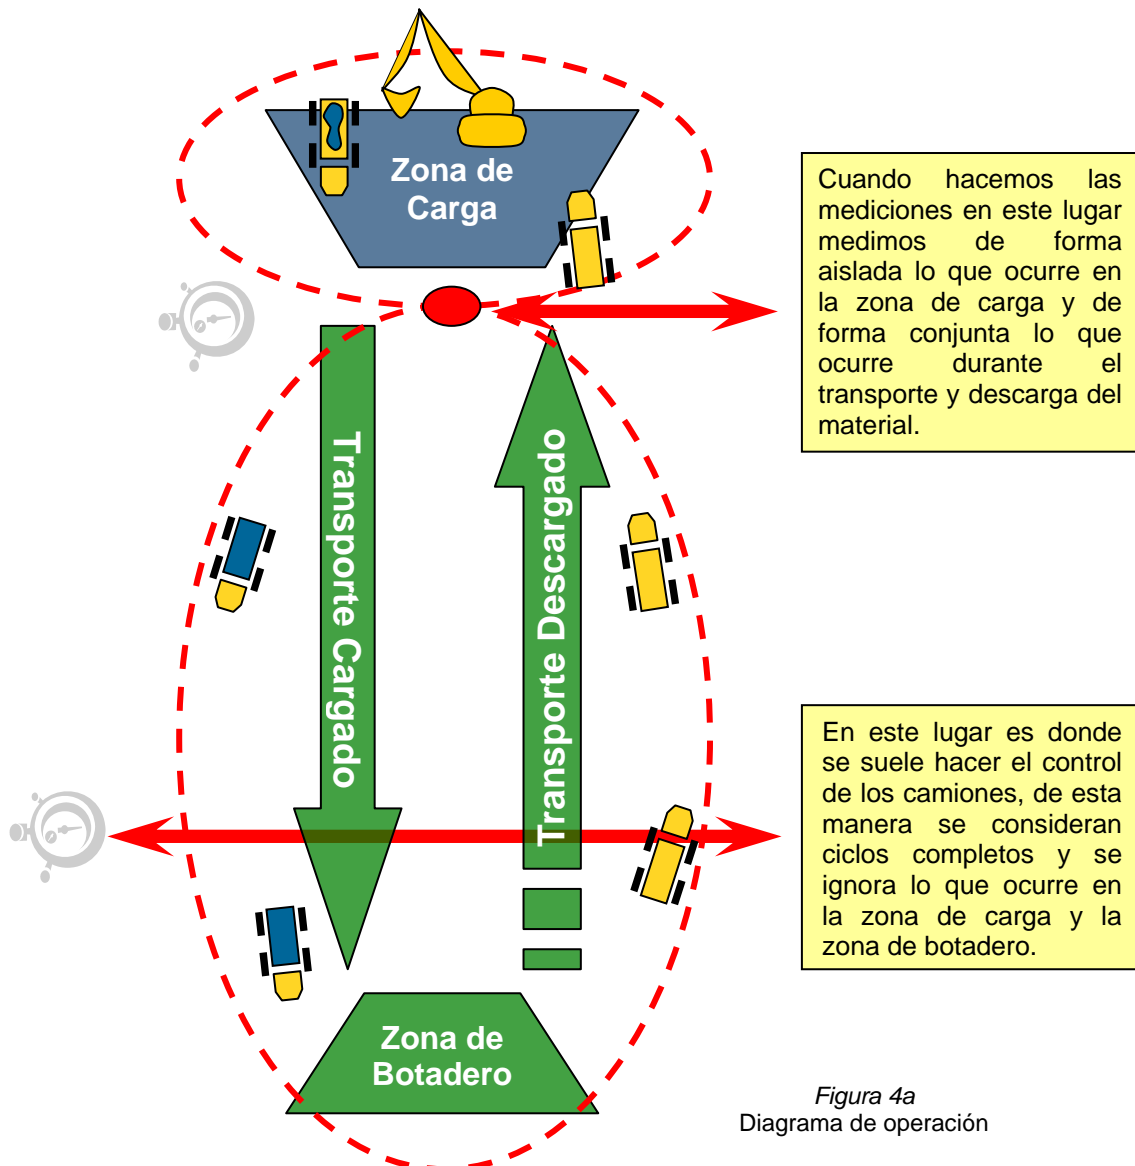 Zona de
Carga
Cuando hacemos las
mediciones en este lugar
medimos de forma
aislada lo que ocurre en
la zona de carga y de
forma conjunta lo que
ocurre durante el
transporte y descarga del
material.
Transporte Cargado
Transporte Descargado
En este lugar es donde
se suele hacer el control
de los camiones, de esta
manera se consideran
ciclos completos y se
ignora lo que ocurre en
la zona de carga y la
zona de botadero.
Zona de
Botadero
Figura 4a
Diagrama de operación